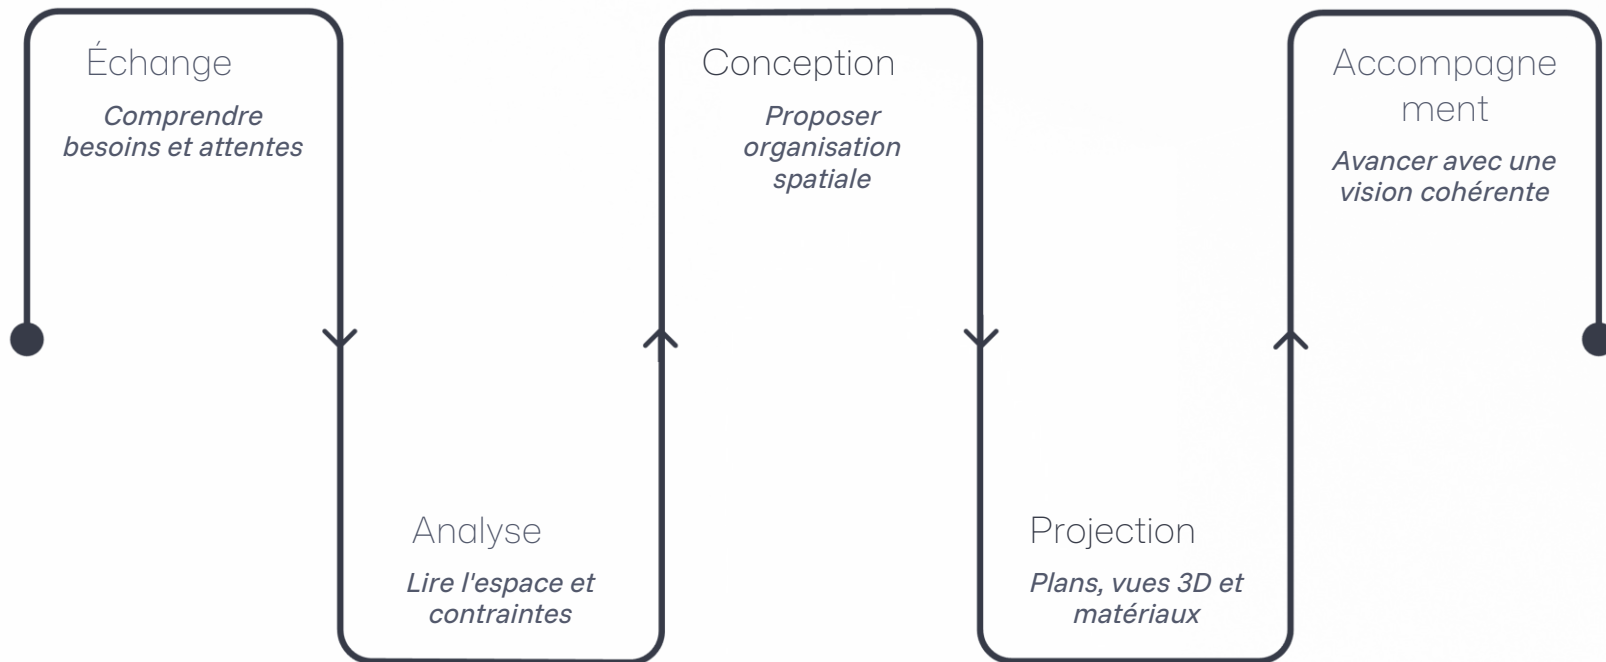 Échange
Comprendre
besoins et attentes
Analyse
Lire l'espace et
contraintes
Conception
Proposer
organisation
spatiale
Projection
Plans, vues 3D et
matériaux
Accompagne
ment
Avancer avec une
vision cohérente